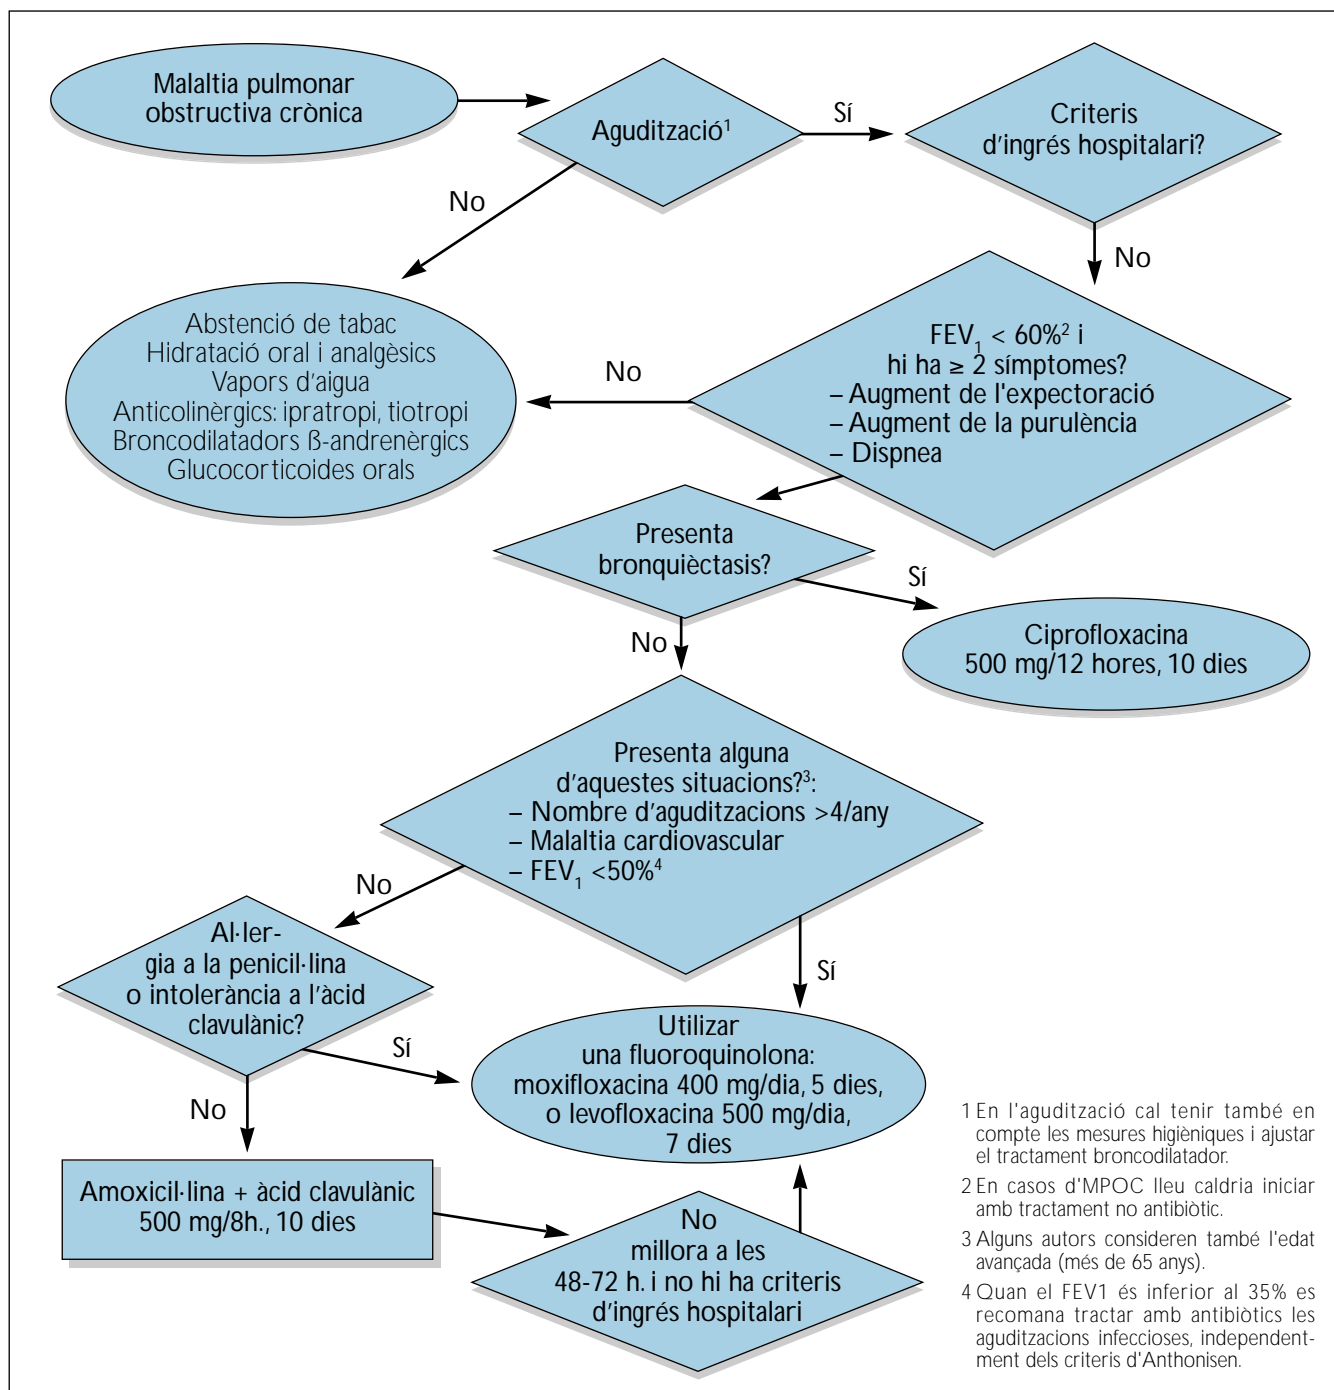 Malaltia pulmonar
obstructiva crònica
Agudització¹
Sí
Criteris
d'ingrés hospitalari?
No
No
Abstenció de tabac
Hidratació oral i analgèsics
Vapors d'aigua
Anticolinèrgics: ipratropi, tiotropi
Broncodilatadors ß-andrenèrgics
Glucocorticoides orals
No
FEV₁ < 60%² i
hi ha ≥ 2 símptomes?
– Augment de l'expectoració
– Augment de la purulència
– Dispnea
Presenta
bronquièctasis?
Sí
Ciprofloxacina
500 mg/12 hores, 10 dies
No
Presenta alguna
d'aquestes situacions?³:
– Nombre d'aguditzacions >4/any
– Malaltia cardiovascular
– FEV₁ <50%⁴
No
Sí
Al·ler-
gia a la penicil·lina
o intolerància a l'àcid
clavulànic?
Sí
No
Utilizar
una fluoroquinolona:
moxifloxacina 400 mg/dia, 5 dies,
o levofloxacina 500 mg/dia,
7 dies
Amoxicil·lina + àcid clavulànic
500 mg/8h., 10 dies
No
millora a les
48-72 h. i no hi ha criteris
d'ingrés hospitalari
1 En l'agudització cal tenir també en
compte les mesures higièniques i ajustar
el tractament broncodilatador.
2 En casos d'MPOC lleu caldria iniciar
amb tractament no antibiòtic.
3 Alguns autors consideren també l'edat
avançada (més de 65 anys).
4 Quan el FEV1 és inferior al 35% es
recomana tractar amb antibiòtics les
aguditzacions infeccioses, independent-
ment dels criteris d'Anthonisen.